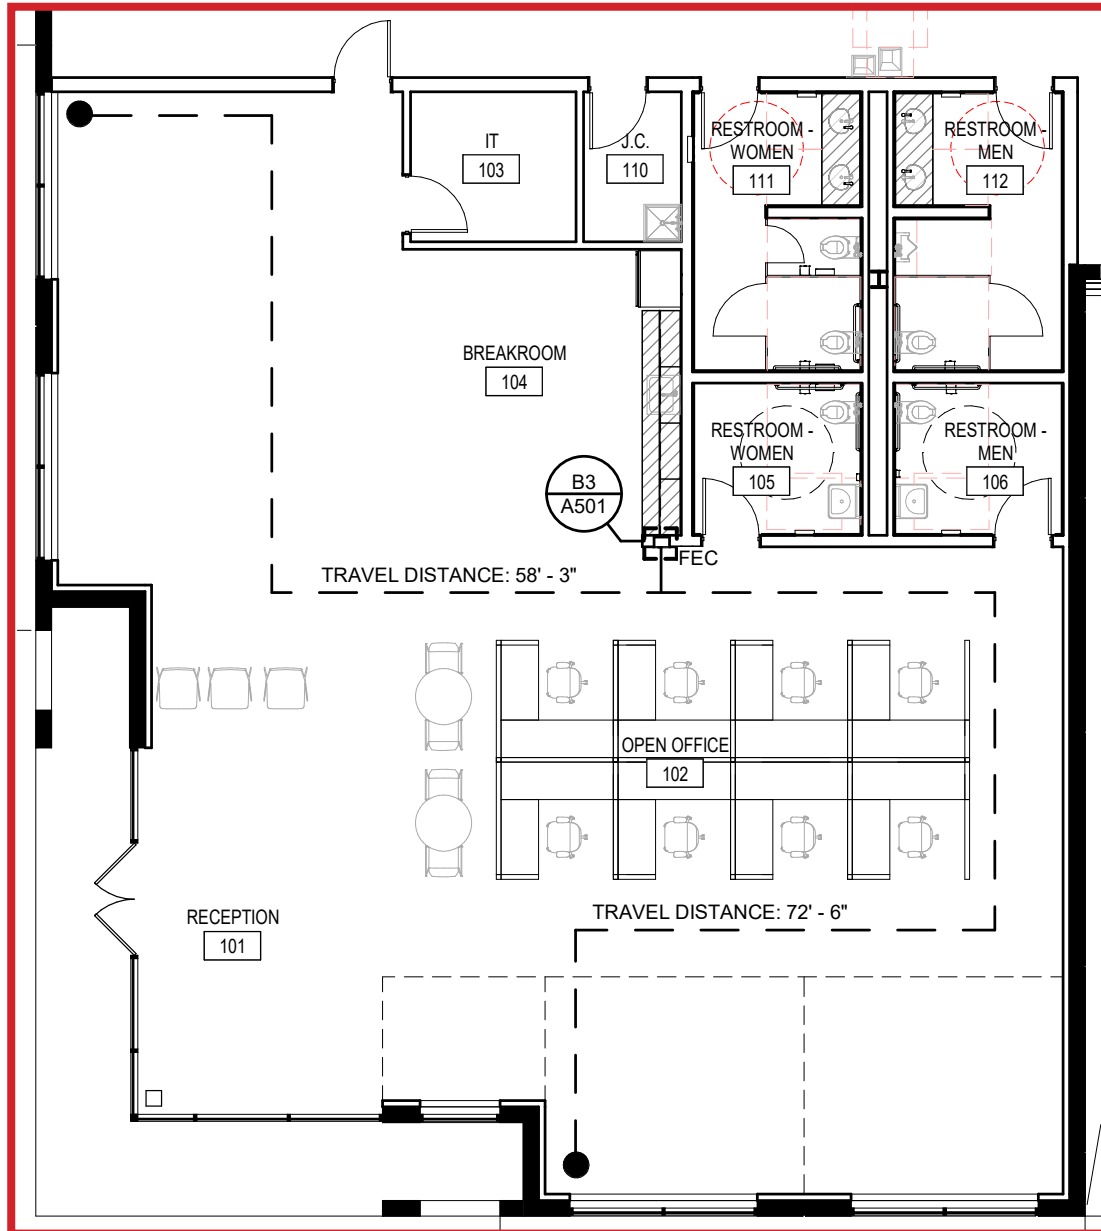 IT
103
J.C.
110
RESTROOM -
WOMEN
111
RESTROOM -
MEN
112
BREAKROOM
104
RESTROOM -
WOMEN
105
RESTROOM -
MEN
106
B3
A501
FEC
TRAVEL DISTANCE: 58' - 3"
OPEN OFFICE
102
RECEPTION
101
TRAVEL DISTANCE: 72' - 6"